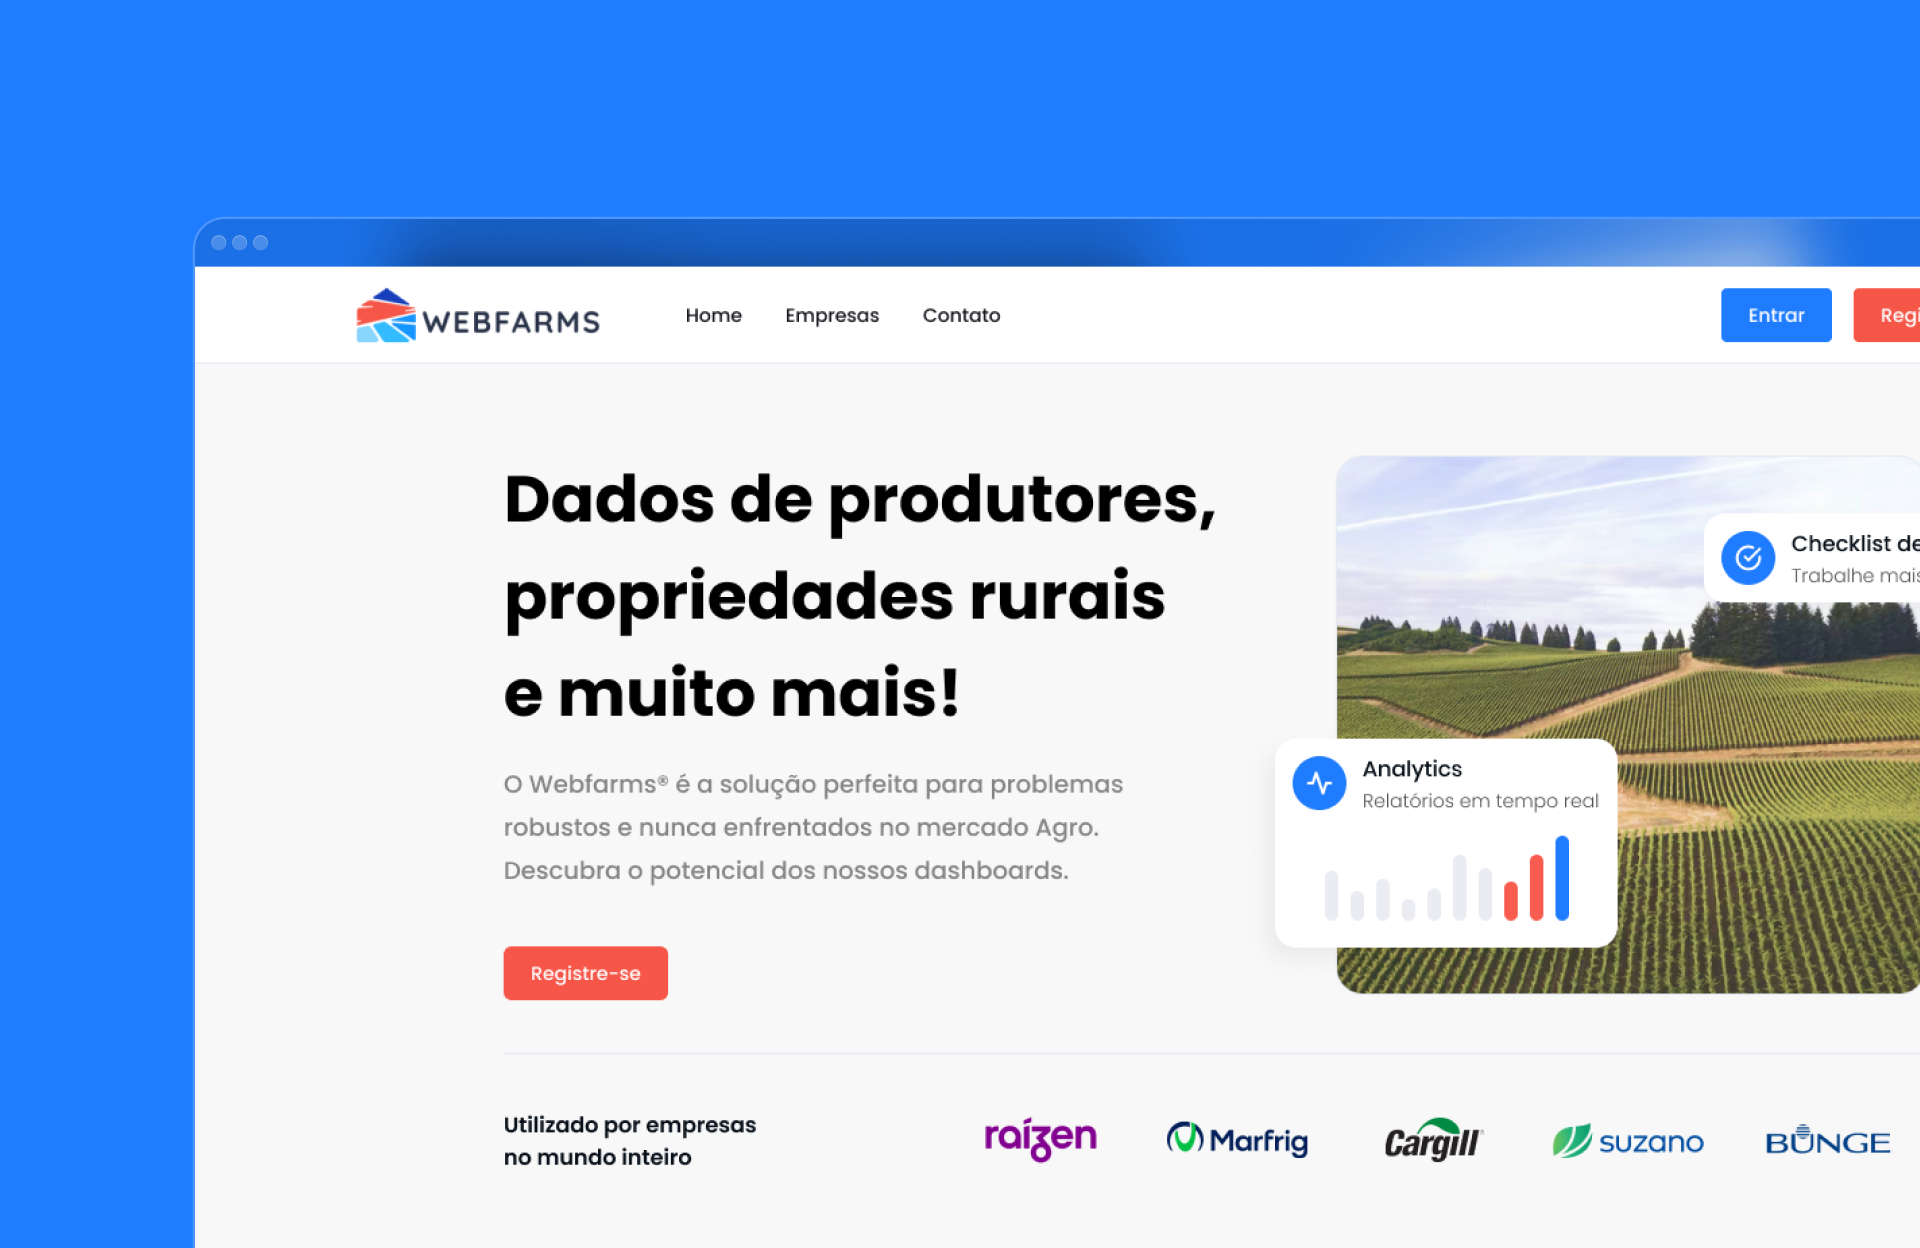 WEBFARMS
Home
Empresas
Contato
Entrar
Dados de produtores,
propriedades rurais
e muito mais!
O Webfarms® é a solução perfeita para problemas
robustos e nunca enfrentados no mercado Agro.
Descubra o potencial dos nossos dashboards.
Registre-se
Checklist de
Trabalhe mais
Analytics
Relatórios em tempo real
Utilizado por empresas
no mundo inteiro
raízen
Marfrig
Cargill
suzano
BUNGE